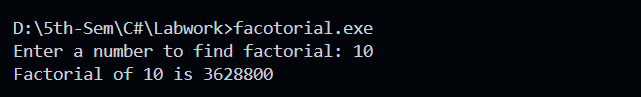 D:\5th-Sem\C#\Labwork>facotorial.exe
Enter a number to find factorial: 10
Factorial of 10 is 3628800